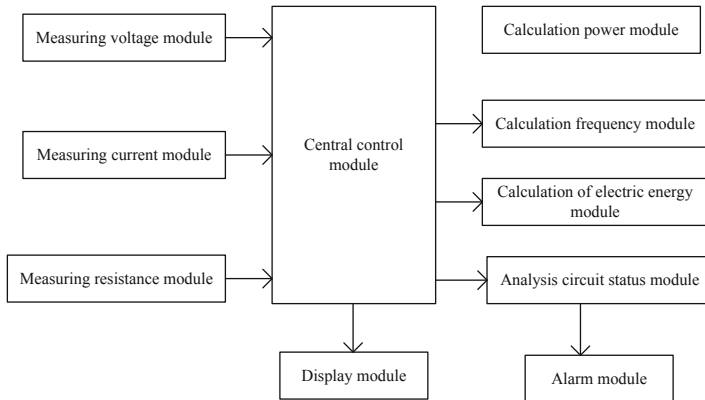 Measuring voltage module
Measuring current module
Measuring resistance module
Central control
module
Calculation power module
Calculation frequency module
Calculation of electric energy
module
Analysis circuit status module
Display module
Alarm module